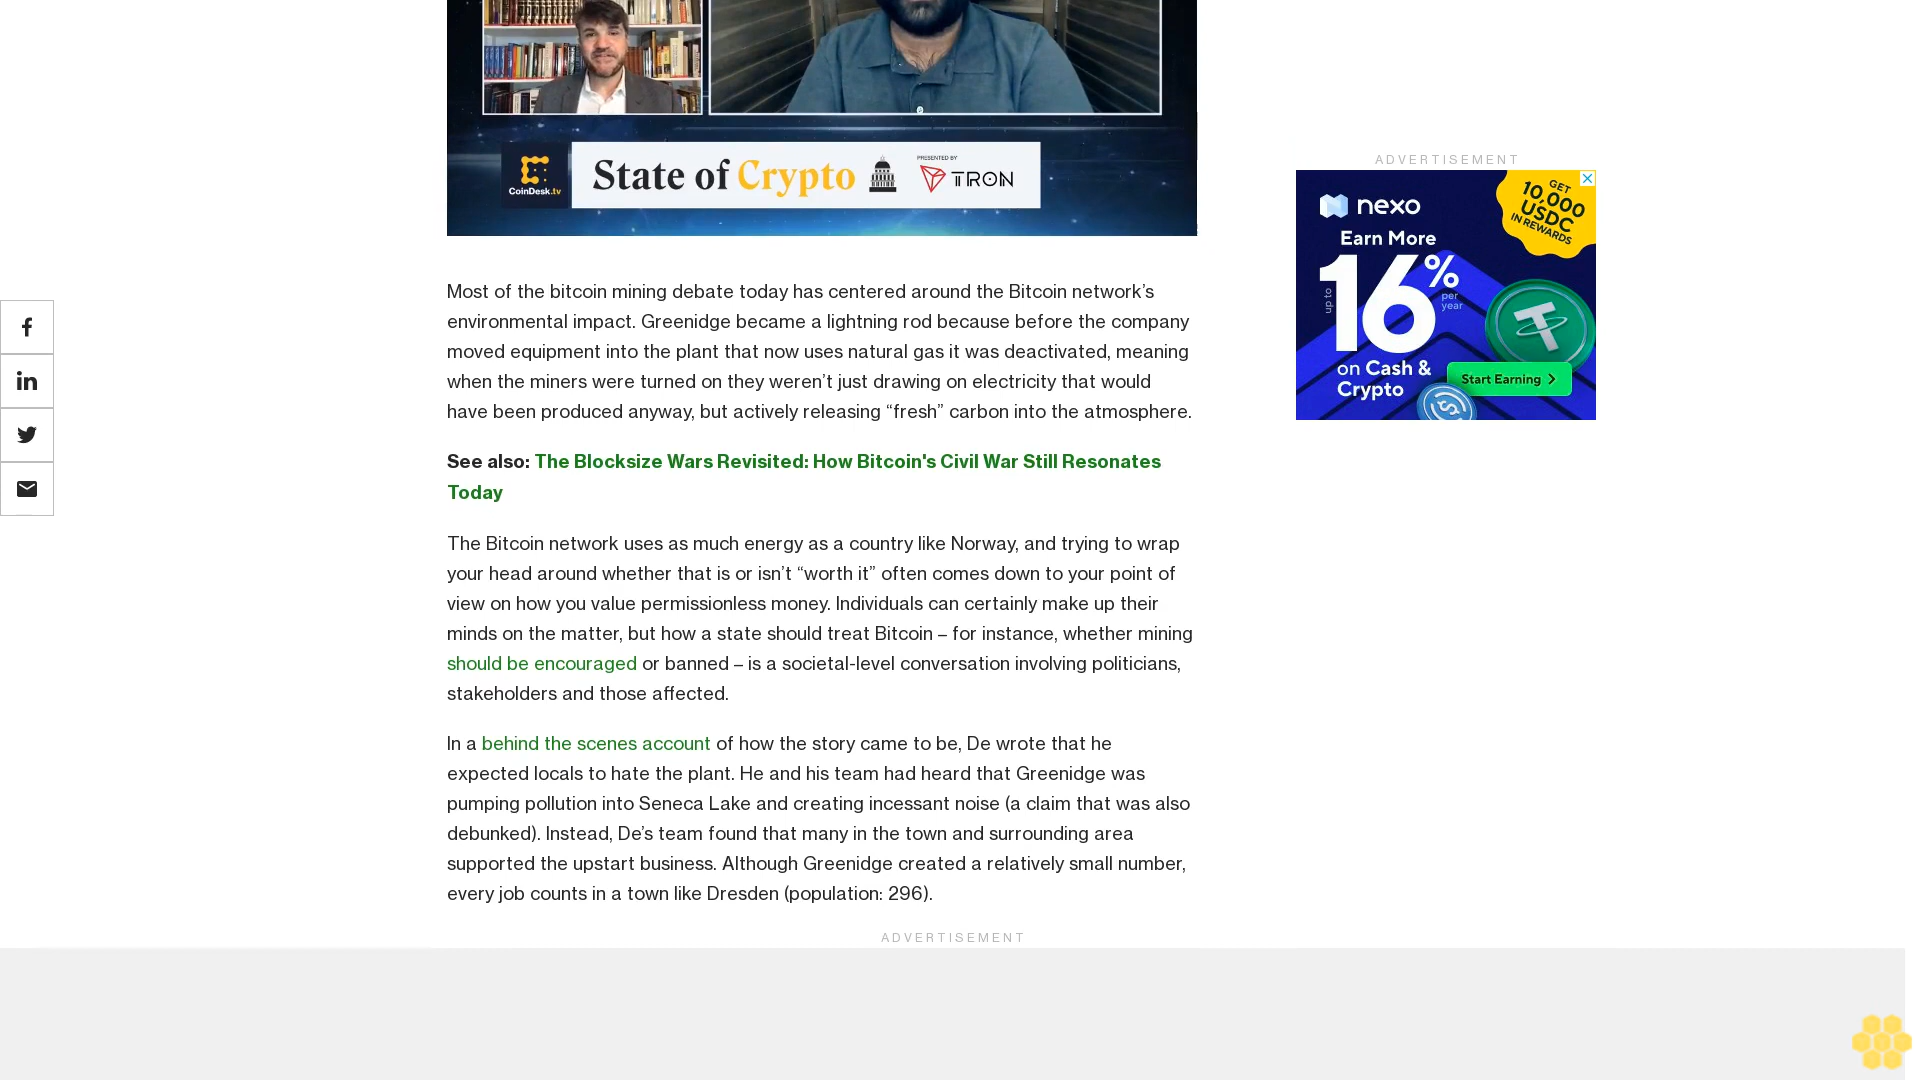 CoinDesk.tv
State of Crypto
PRESENTED BY
TRON
ADVERTISEMENT
nexo
GET
10,000
USDC
IN REWARDS
Earn More
up to
16%
per
year
on Cash &
Crypto
Start Earning
Most of the bitcoin mining debate today has centered around the Bitcoin network’s
environmental impact. Greenidge became a lightning rod because before the company
moved equipment into the plant that now uses natural gas it was deactivated, meaning
when the miners were turned on they weren’t just drawing on electricity that would
have been produced anyway, but actively releasing “fresh” carbon into the atmosphere.
See also: The Blocksize Wars Revisited: How Bitcoin's Civil War Still Resonates
Today
The Bitcoin network uses as much energy as a country like Norway, and trying to wrap
your head around whether that is or isn’t “worth it” often comes down to your point of
view on how you value permissionless money. Individuals can certainly make up their
minds on the matter, but how a state should treat Bitcoin – for instance, whether mining
should be encouraged or banned – is a societal-level conversation involving politicians,
stakeholders and those affected.
In a behind the scenes account of how the story came to be, De wrote that he
expected locals to hate the plant. He and his team had heard that Greenidge was
pumping pollution into Seneca Lake and creating incessant noise (a claim that was also
debunked). Instead, De’s team found that many in the town and surrounding area
supported the upstart business. Although Greenidge created a relatively small number,
every job counts in a town like Dresden (population: 296).
ADVERTISEMENT